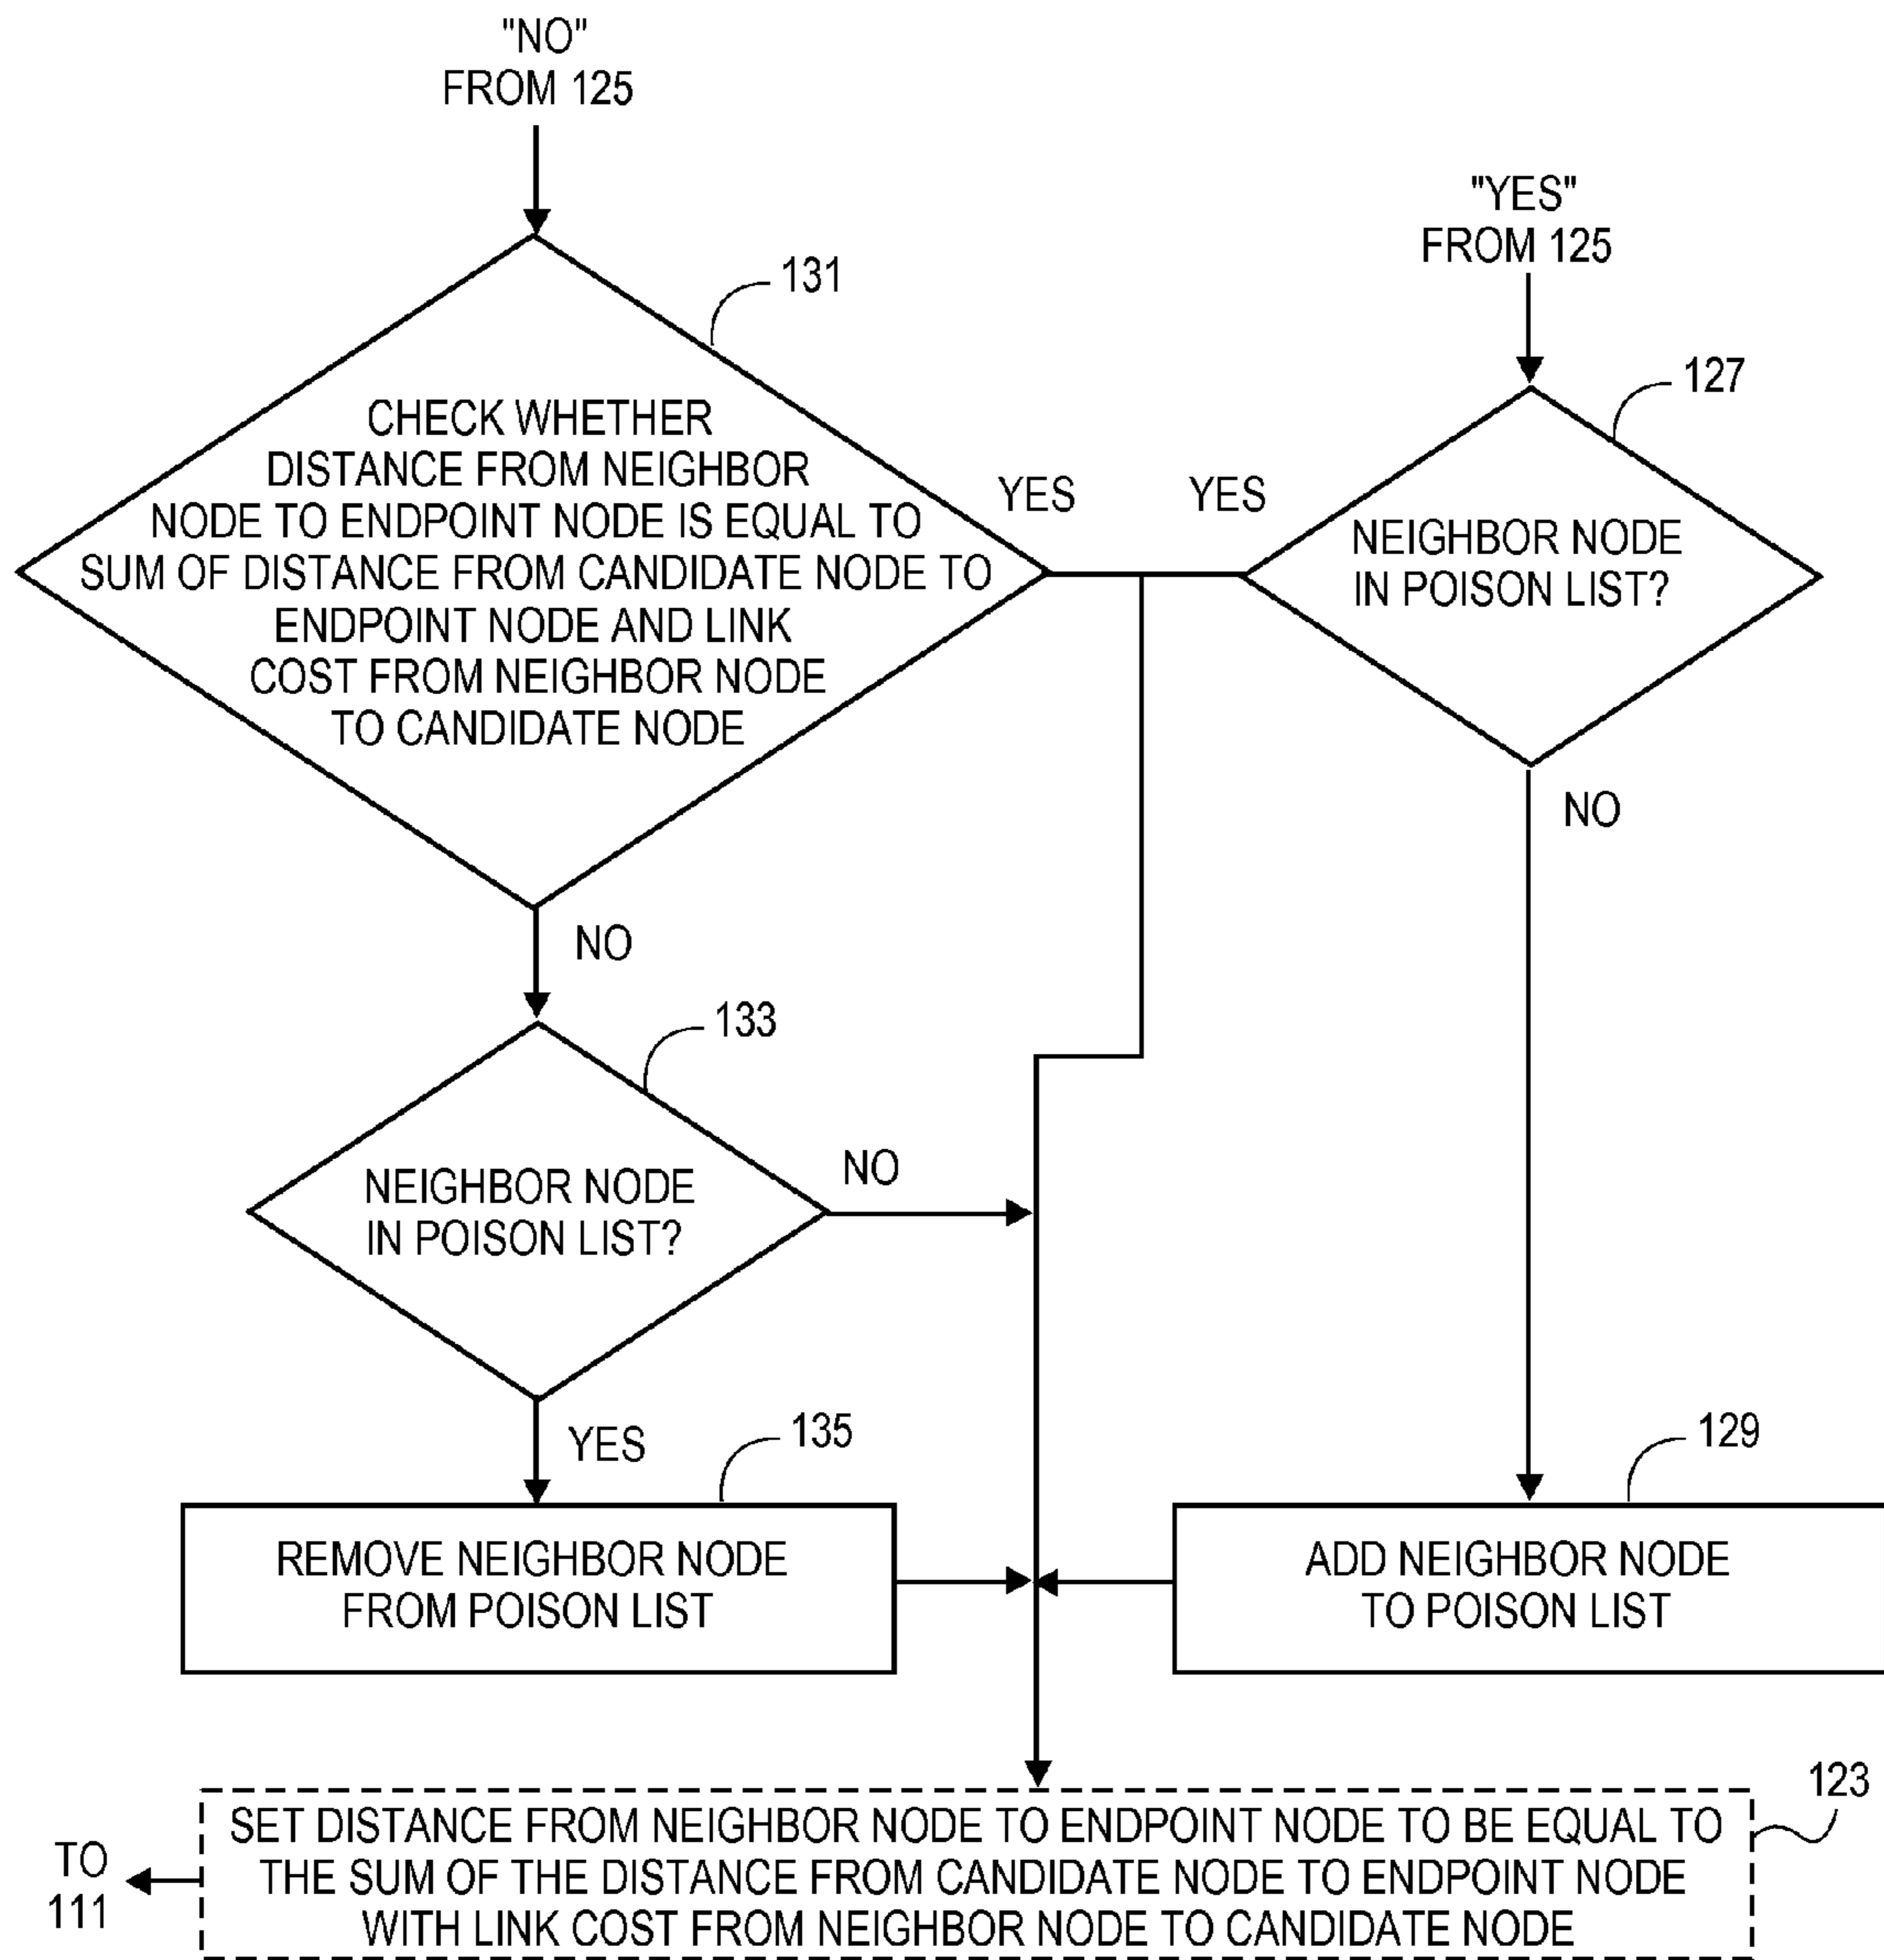 "NO"
FROM 125
"YES"
FROM 125
131
127
CHECK WHETHER
DISTANCE FROM NEIGHBOR
NODE TO ENDPOINT NODE IS EQUAL TO
SUM OF DISTANCE FROM CANDIDATE NODE TO
ENDPOINT NODE AND LINK
COST FROM NEIGHBOR NODE
TO CANDIDATE NODE
YES
YES
NEIGHBOR NODE
IN POISON LIST?
NO
NO
133
NEIGHBOR NODE
IN POISON LIST?
NO
YES
135
129
REMOVE NEIGHBOR NODE
FROM POISON LIST
ADD NEIGHBOR NODE
TO POISON LIST
123
SET DISTANCE FROM NEIGHBOR NODE TO ENDPOINT NODE TO BE EQUAL TO
THE SUM OF THE DISTANCE FROM CANDIDATE NODE TO ENDPOINT NODE
WITH LINK COST FROM NEIGHBOR NODE TO CANDIDATE NODE
TO
111